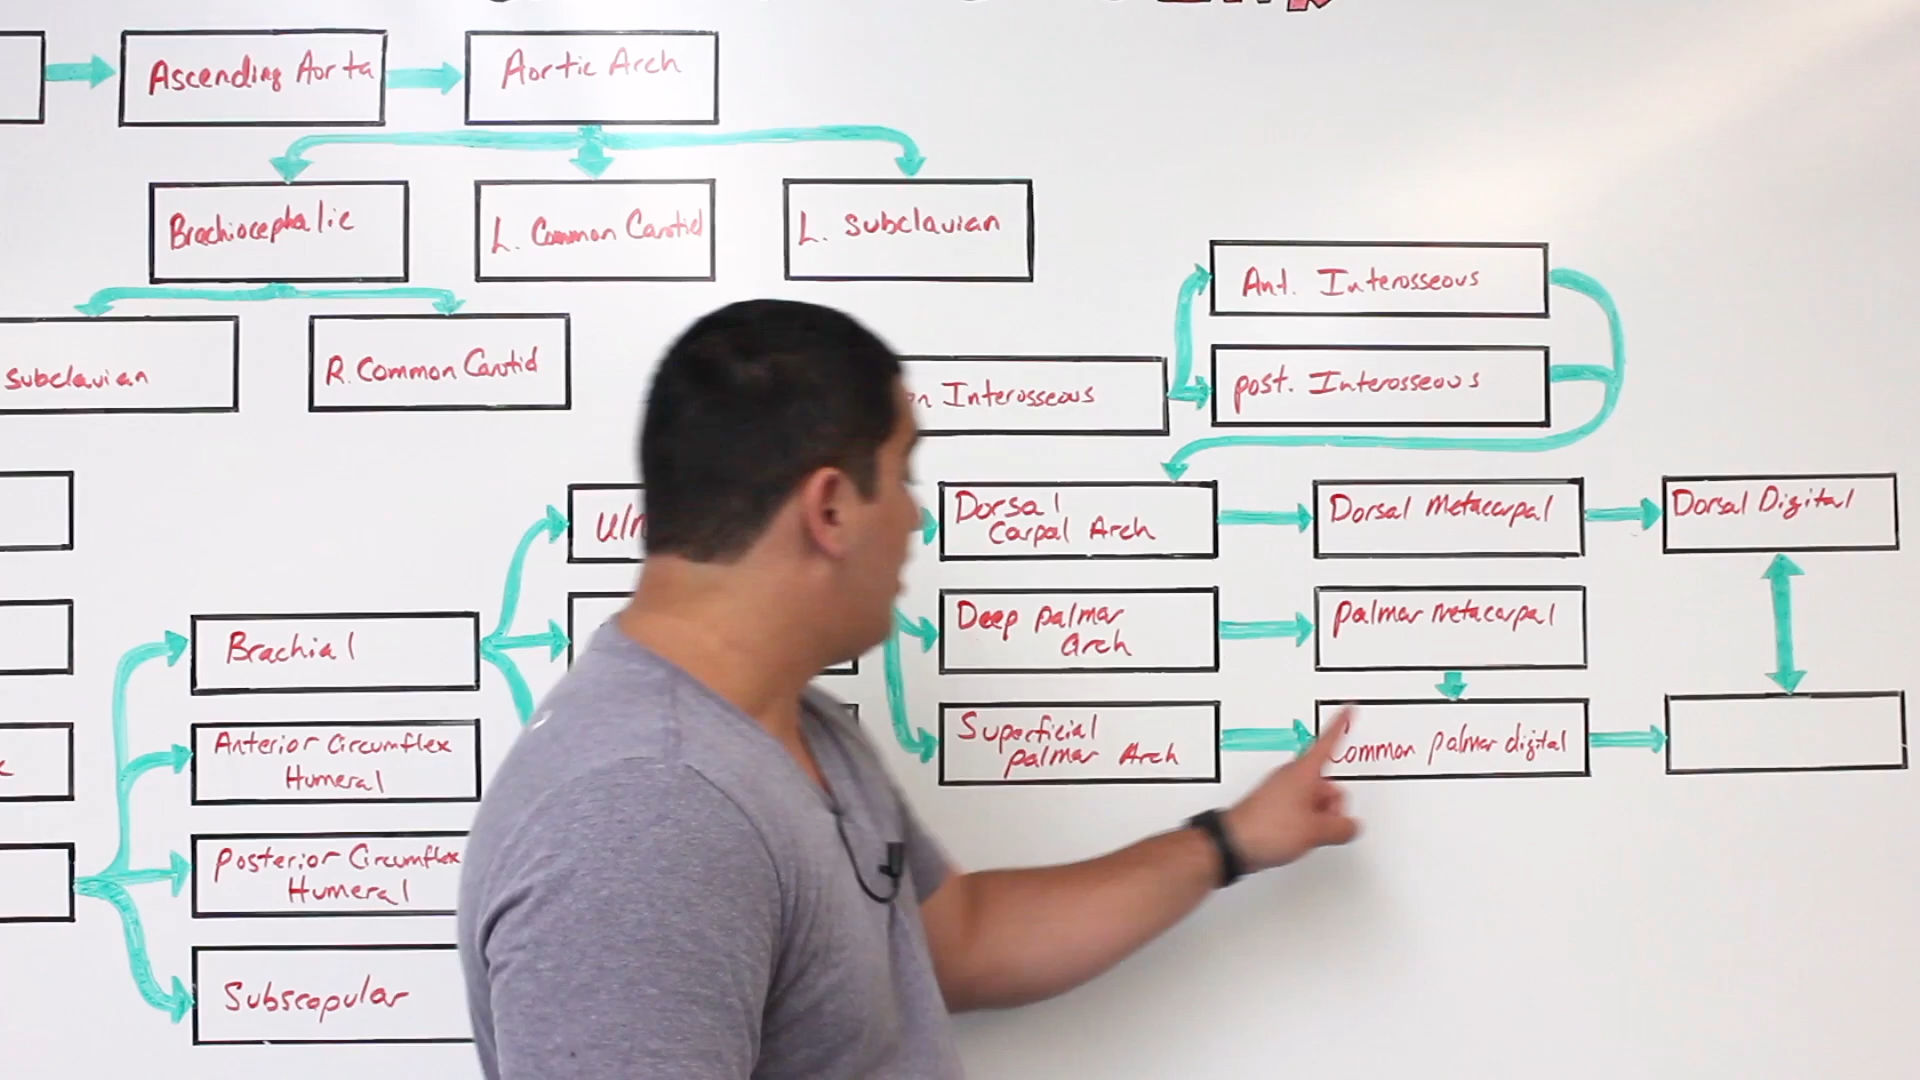 Ascending Aorta
Aortic Arch
Brachiocephalic
L. Common Carotid
L. Subclavian
Ant. Interosseous
Subclavian
R. Common Carotid
Interosseous
post. Interosseous
Dorsal
Carpal Arch
Dorsal Metacarpal
Dorsal Digital
Brachial
Deep palmar
Arch
palmar metacarpal
Anterior Circumflex
Humeral
Superficial
palmar Arch
Common palmar digital
posterior Circumflex
Humeral
Subscapular